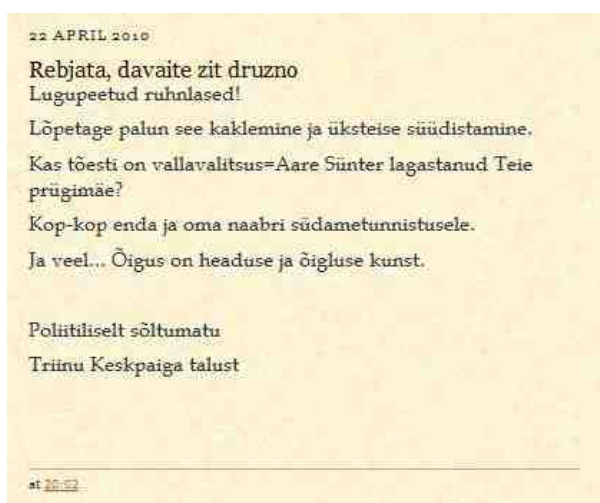 22 APRIL 2010
Rebjata, davaite zit druzno
Lugupeetud ruhnlased!
Lõpetage palun see kaklemine ja üksteise süüdistamine.
Kas tõesti on vallavalitsus=Aare Sünter lagastanud Teie
prügimäe?
Kop-kop enda ja oma naabri südametunnistusele.
Ja veel... Õigus on headuse ja õigluse kunst.
Poliitiliselt sõltumatu
Triinu Keskpaiga talust
at 20:02